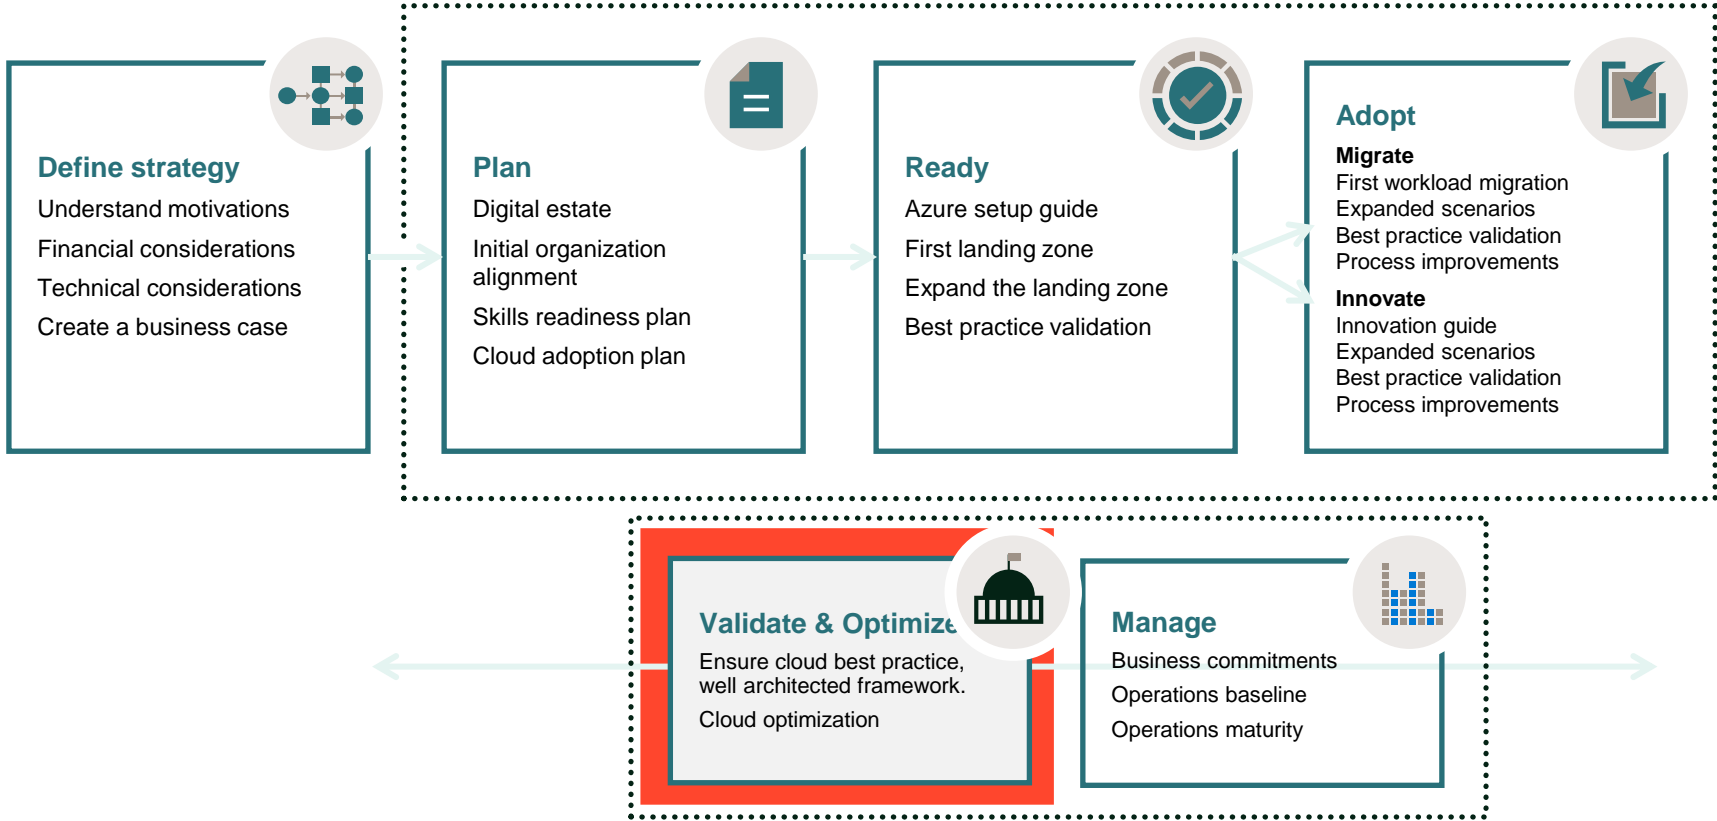 Define strategy
Understand motivations
Financial considerations
Technical considerations
Create a business case
Plan
Digital estate
Initial organization
alignment
Skills readiness plan
Cloud adoption plan
Ready
Azure setup guide
First landing zone
Expand the landing zone
Best practice validation
Adopt
Migrate
First workload migration
Expanded scenarios
Best practice validation
Process improvements
Innovate
Innovation guide
Expanded scenarios
Best practice validation
Process improvements
Validate & Optimize
Ensure cloud best practice,
well architected framework.
Cloud optimization
Manage
Business commitments
Operations baseline
Operations maturity